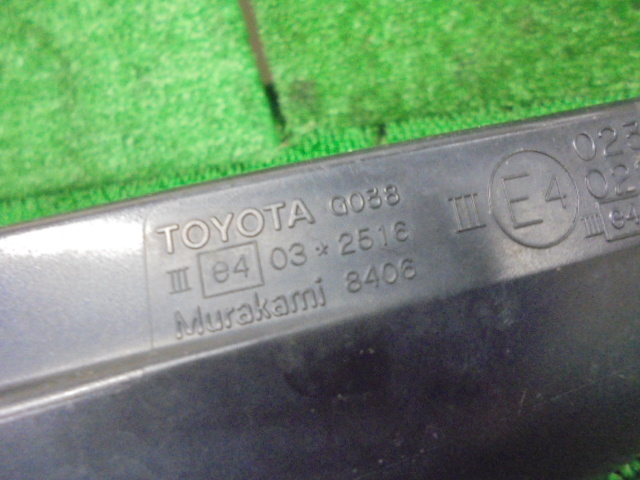 TOYOTA G088
III e4 03 * 2516
Murakami 8406
III E4